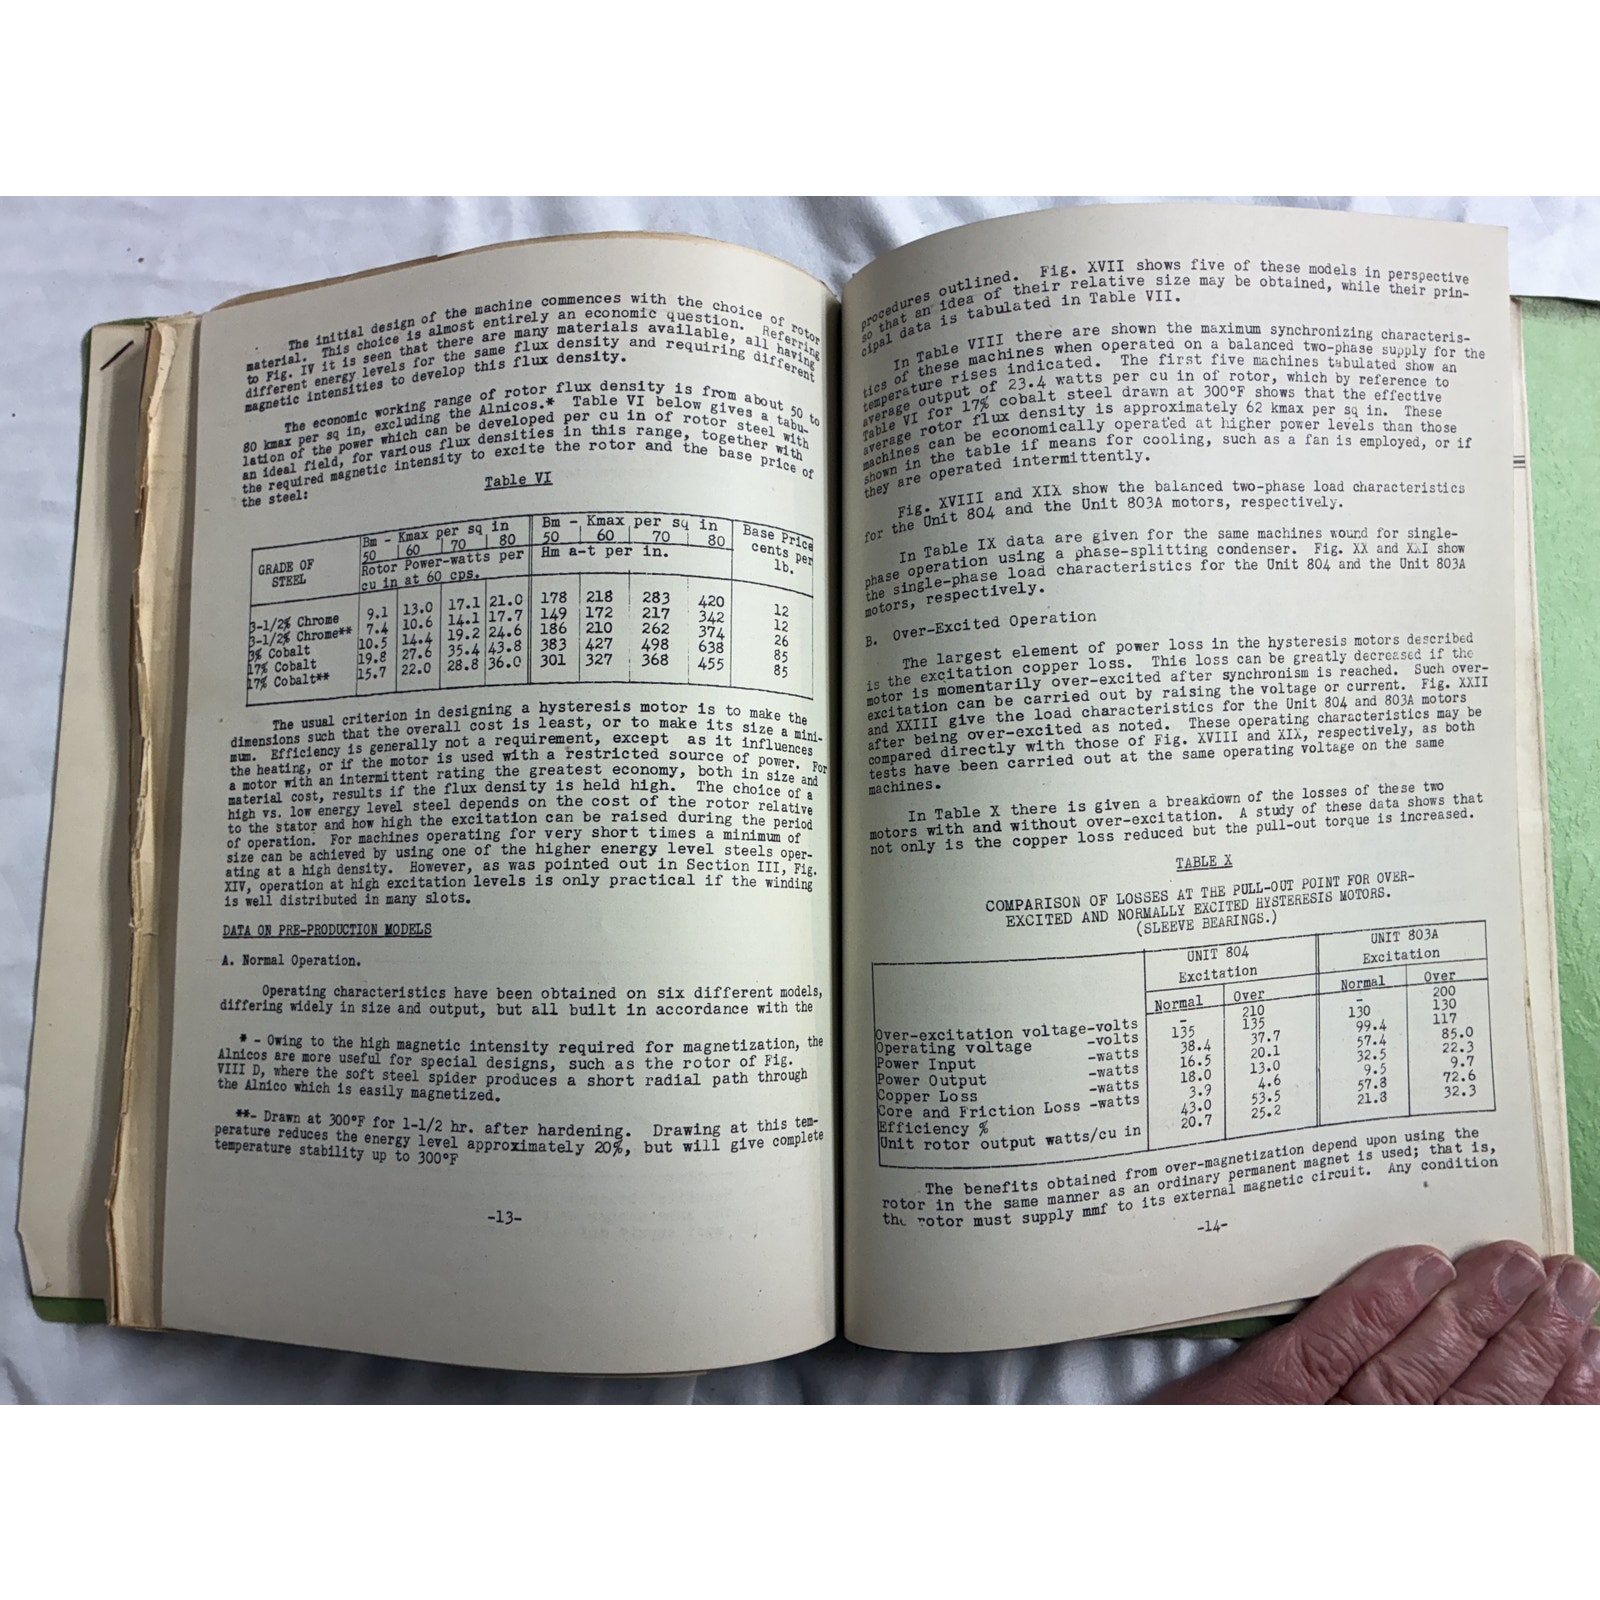 The initial design of the machine commences with the choice of rotor
material. This choice is almost entirely an economic question. Referring
to Fig. IV it is seen that there are many materials available, all having
different energy levels for the same flux density and requiring different
magnetic intensities to develop this flux density.
The economic working range of rotor flux density is from about 50 to
80 kmax per sq in, excluding the Alnicos.* Table VI below gives a tabu-
lation of the power which can be developed per cu in of rotor steel with
an ideal field, for various flux densities in this range, together with
the required magnetic intensity to excite the rotor and the base price of
the steel:
Table VI
GRADE OF STEEL | Bm - Kmax per sq in | Bm - Kmax per sq in | Base Price cents per lb.
50 | 60 | 70 | 80 | 50 | 60 | 70 | 80
Rotor Power-watts per cu in at 60 cps. | Hm a-t per in.
3-1/2% Chrome 9.1 13.0 17.1 21.0 178 218 283 420 12
3-1/2% Chrome** 7.4 10.6 14.1 17.7 149 172 217 342 12
3% Cobalt 10.5 14.4 19.2 24.6 186 210 262 374 26
17% Cobalt 19.8 27.6 35.4 43.8 383 427 498 638 85
17% Cobalt** 15.7 22.0 28.8 36.0 301 327 368 455 85
The usual criterion in designing a hysteresis motor is to make the
dimensions such that the overall cost is least, or to make its size a mini-
mum. Efficiency is generally not a requirement, except as it influences
the heating, or if the motor is used with a restricted source of power. For
a motor with an intermittent rating the greatest economy, both in size and
material cost, results if the flux density is held high. The choice of a
high vs. low energy level steel depends on the cost of the rotor relative
to the stator and how high the excitation can be raised during the period
of operation. For machines operating for very short times a minimum of
size can be achieved by using one of the higher energy level steels oper-
ating at a high density. However, as was pointed out in Section III, Fig.
XIV, operation at high excitation levels is only practical if the winding
is well distributed in many slots.
DATA ON PRE-PRODUCTION MODELS
A. Normal Operation.
Operating characteristics have been obtained on six different models,
differing widely in size and output, but all built in accordance with the
* - Owing to the high magnetic intensity required for magnetization, the
Alnicos are more useful for special designs, such as the rotor of Fig.
VIII D, where the soft steel spider produces a short radial path through
the Alnico which is easily magnetized.
**- Drawn at 300°F for 1-1/2 hr. after hardening. Drawing at this tem-
perature reduces the energy level approximately 20%, but will give complete
temperature stability up to 300°F
-13-
procedures outlined. Fig. XVII shows five of these models in perspective
so that an idea of their relative size may be obtained, while their prin-
cipal data is tabulated in Table VII.
In Table VIII there are shown the maximum synchronizing characteris-
tics of these machines when operated on a balanced two-phase supply for the
temperature rises indicated. The first five machines tabulated show an
average output of 23.4 watts per cu in of rotor, which by reference to
Table VI for 17% cobalt steel drawn at 300°F shows that the effective
average rotor flux density is approximately 62 kmax per sq in. These
machines can be economically operated at higher power levels than those
shown in the table if means for cooling, such as a fan is employed, or if
they are operated intermittently.
Fig. XVIII and XIX show the balanced two-phase load characteristics
for the Unit 804 and the Unit 803A motors, respectively.
In Table IX data are given for the same machines wound for single-
phase operation using a phase-splitting condenser. Fig. XX and XXI show
the single-phase load characteristics for the Unit 804 and the Unit 803A
motors, respectively.
B. Over-Excited Operation
The largest element of power loss in the hysteresis motors described
is the excitation copper loss. This loss can be greatly decreased if the
motor is momentarily over-excited after synchronism is reached. Such over-
excitation can be carried out by raising the voltage or current. Fig. XXII
and XXIII give the load characteristics for the Unit 804 and 803A motors
after being over-excited as noted. These operating characteristics may be
compared directly with those of Fig. XVIII and XIX, respectively, as both
tests have been carried out at the same operating voltage on the same
machines.
In Table X there is given a breakdown of the losses of these two
motors with and without over-excitation. A study of these data shows that
not only is the copper loss reduced but the pull-out torque is increased.
TABLE X
COMPARISON OF LOSSES AT THE PULL-OUT POINT FOR OVER-
EXCITED AND NORMALLY EXCITED HYSTERESIS MOTORS.
(SLEEVE BEARINGS.)
UNIT 804 | UNIT 803A
Excitation | Excitation
Normal | Over | Normal | Over
Over-excitation voltage-volts - 210 - 200
Operating voltage -volts 135 135 130 130
Power Input -watts 38.4 37.7 99.4 117
Power Output -watts 16.5 20.1 57.4 85.0
Copper Loss -watts 18.0 13.0 32.5 22.3
Core and Friction Loss -watts 3.9 4.6 9.5 9.7
Efficiency % 43.0 53.5 57.8 72.6
Unit rotor output watts/cu in 20.7 25.2 21.8 32.3
The benefits obtained from over-magnetization depend upon using the
rotor in the same manner as an ordinary permanent magnet is used; that is,
the rotor must supply mmf to its external magnetic circuit. Any condition
-14-